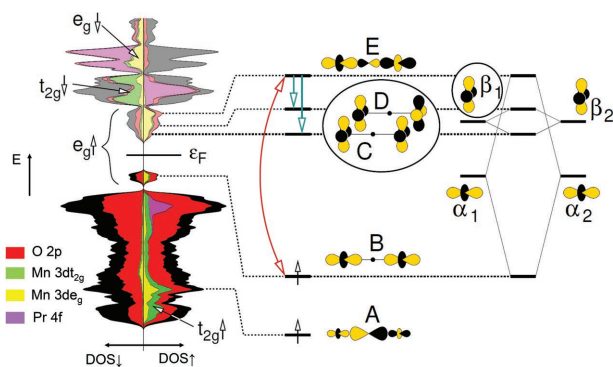 e_g↓
t_2g↓
e_g↑
E
ε_F
O 2p
Mn 3dt_2g
Mn 3de_g
Pr 4f
t_2g↑
DOS↓
DOS↑
E
D
C
B
A
β_1
β_2
α_1
α_2